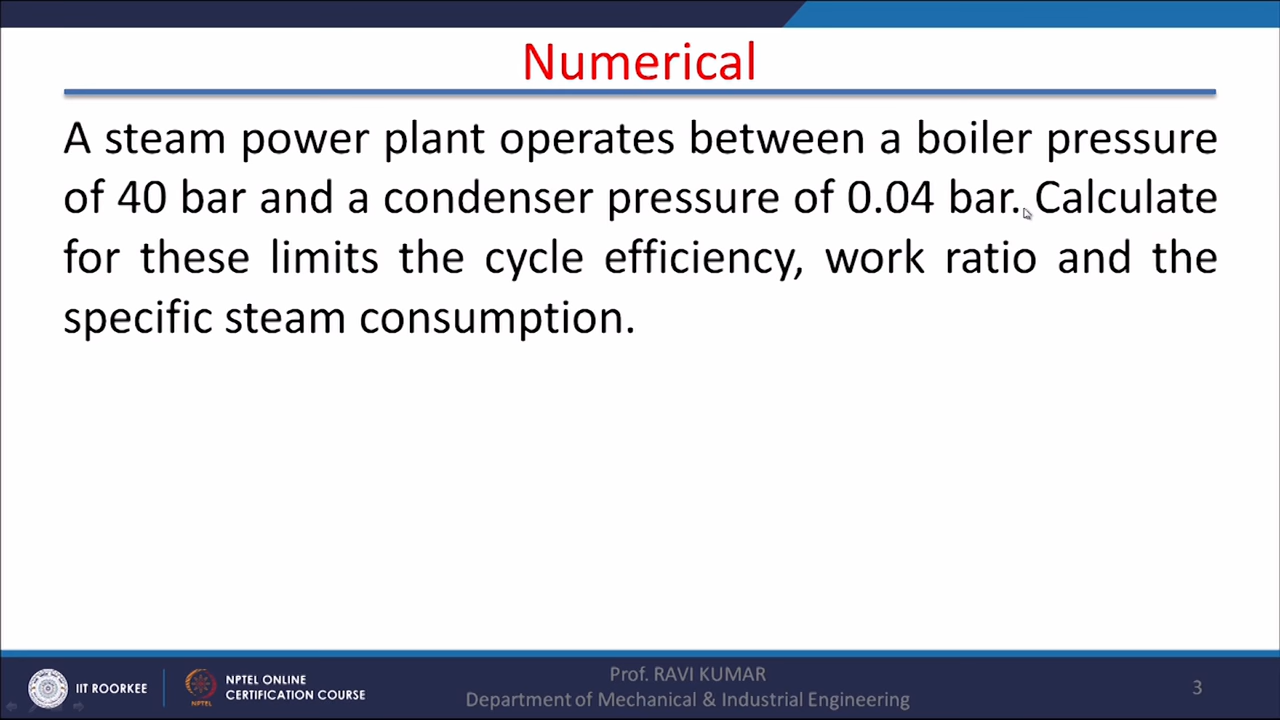 Numerical
A steam power plant operates between a boiler pressure
of 40 bar and a condenser pressure of 0.04 bar. Calculate
for these limits the cycle efficiency, work ratio and the
specific steam consumption.
IIT ROORKEE
NPTEL ONLINE
CERTIFICATION COURSE
NPTEL
Prof. RAVI KUMAR
Department of Mechanical & Industrial Engineering
3